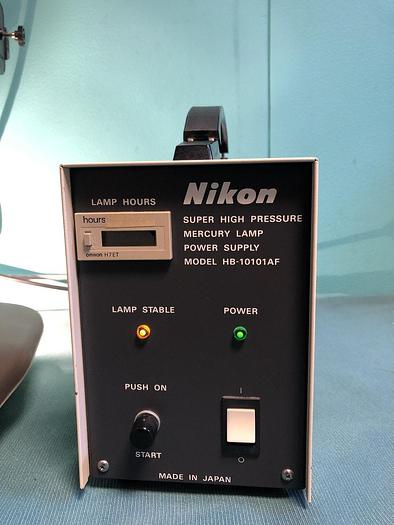 LAMP HOURS
Nikon
hours
omron H7ET
SUPER HIGH PRESSURE
MERCURY LAMP
POWER SUPPLY
MODEL HB-10101AF
LAMP STABLE
POWER
PUSH ON
START
I
O
MADE IN JAPAN